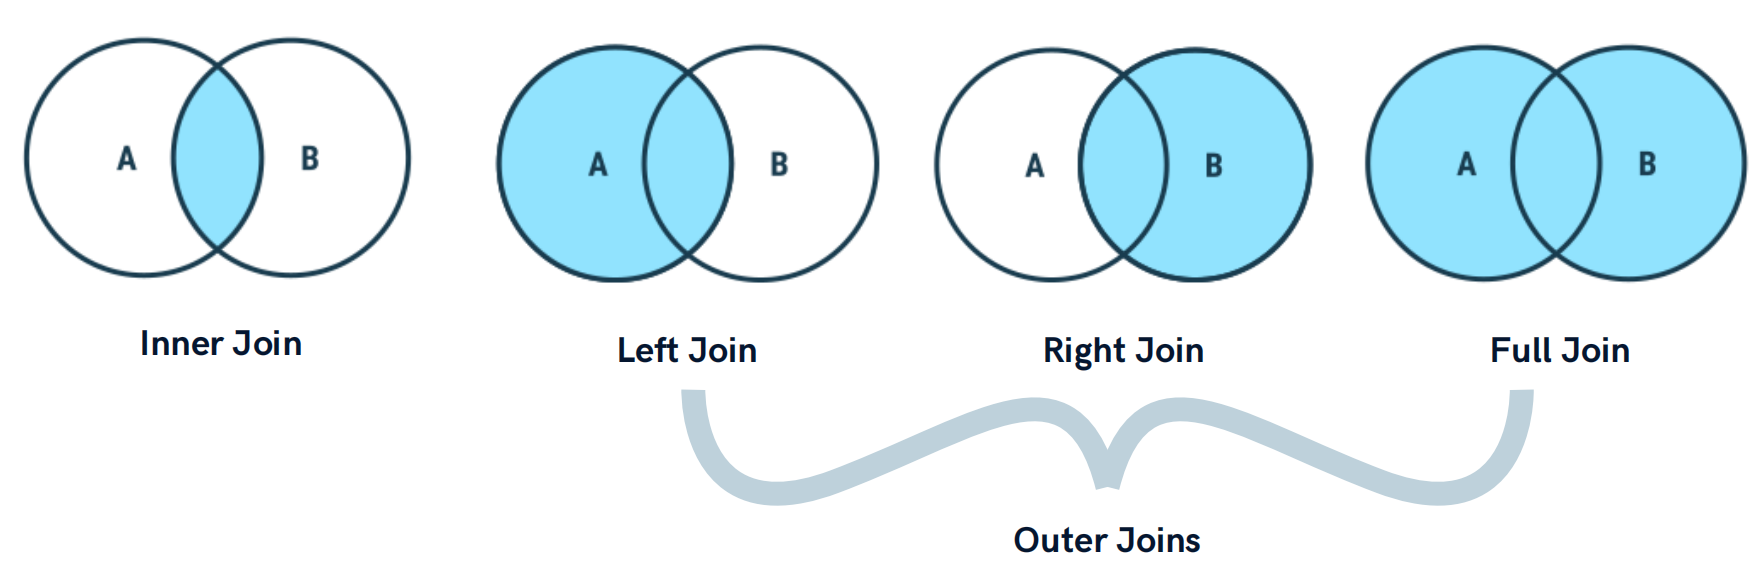 A B
A B
A B
A B
Inner Join
Left Join
Right Join
Full Join
Outer Joins